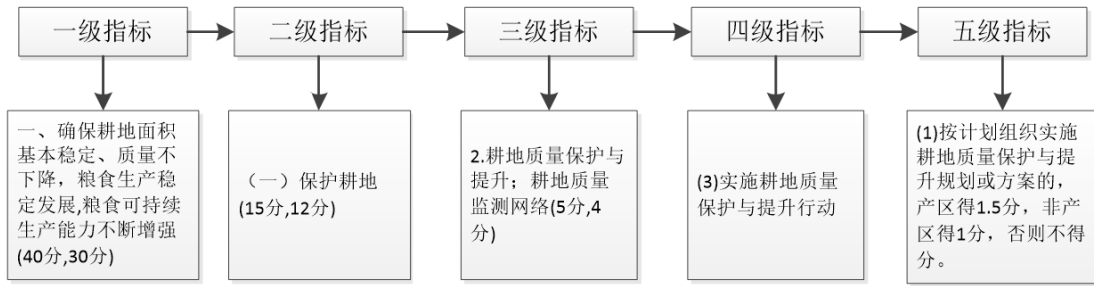 一级指标
二级指标
三级指标
四级指标
五级指标
一、确保耕地面积
基本稳定、质量不
下降，粮食生产稳
定发展,粮食可持续
生产能力不断增强
(40分,30分)
（一）保护耕地
(15分,12分)
2.耕地质量保护与
提升；耕地质量
监测网络(5分,4
分)
(3)实施耕地质量
保护与提升行动
(1)按计划组织实施
耕地质量保护与提
升规划或方案的，
产区得1.5分，非产
区得1分，否则不得
分。